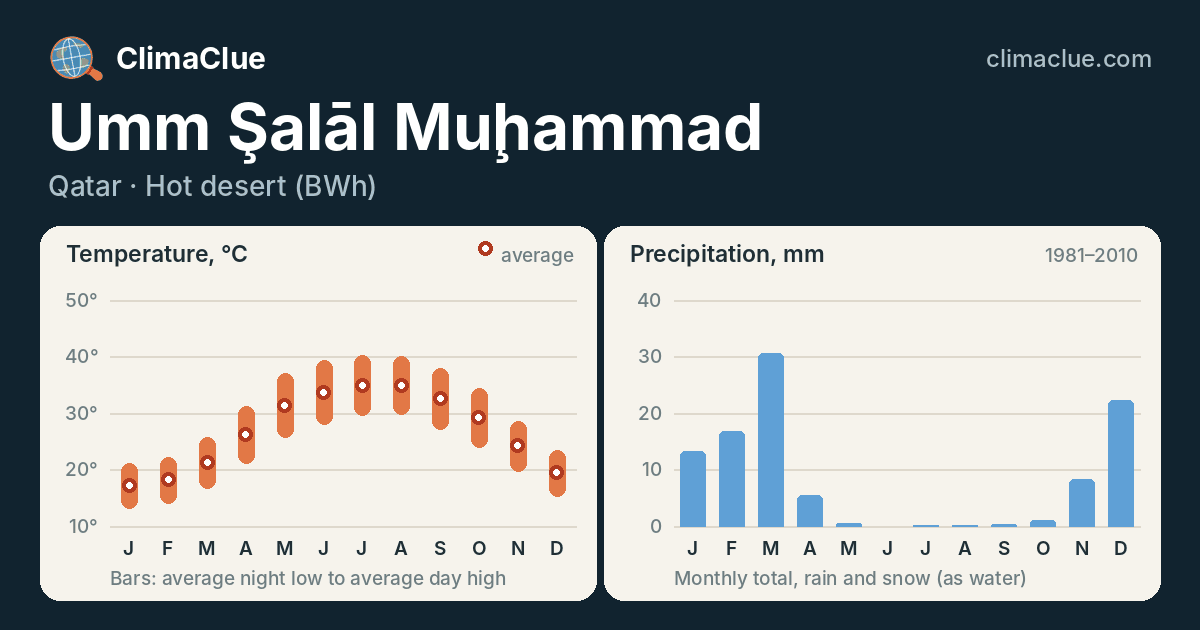 ClimaClue
climaclue.com
Umm Şalāl Muḩammad
Qatar · Hot desert (BWh)
Temperature, °C
average
50°
40°
30°
20°
10°
J F M A M J J A S O N D
Bars: average night low to average day high
Precipitation, mm
1981–2010
40
30
20
10
0
J F M A M J J A S O N D
Monthly total, rain and snow (as water)